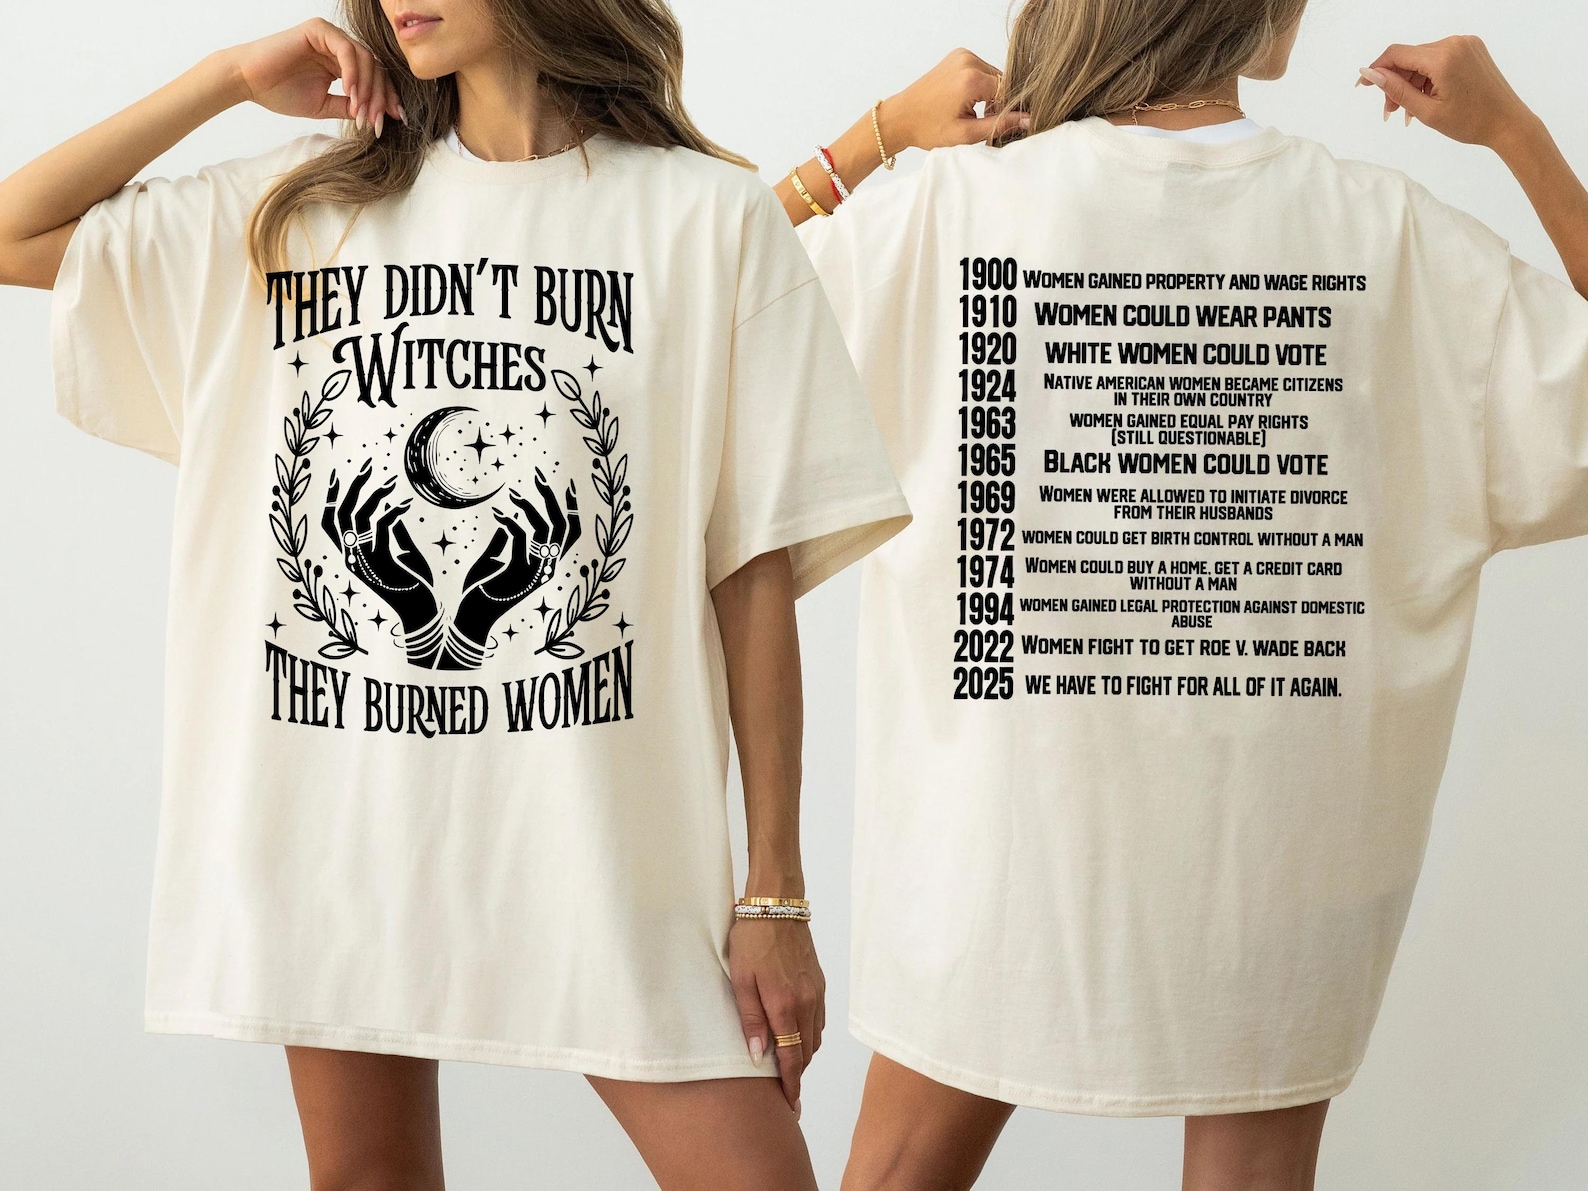 THEY DIDN'T BURN
WITCHES
THEY BURNED WOMEN
1900 WOMEN GAINED PROPERTY AND WAGE RIGHTS
1910 WOMEN COULD WEAR PANTS
1920 WHITE WOMEN COULD VOTE
1924 NATIVE AMERICAN WOMEN BECAME CITIZENS
IN THEIR OWN COUNTRY
1963 WOMEN GAINED EQUAL PAY RIGHTS
(STILL QUESTIONABLE)
1965 BLACK WOMEN COULD VOTE
1969 WOMEN WERE ALLOWED TO INITIATE DIVORCE
FROM THEIR HUSBANDS
1972 WOMEN COULD GET BIRTH CONTROL WITHOUT A MAN
1974 WOMEN COULD BUY A HOME, GET A CREDIT CARD
WITHOUT A MAN
1994 WOMEN GAINED LEGAL PROTECTION AGAINST DOMESTIC
ABUSE
2022 WOMEN FIGHT TO GET ROE V. WADE BACK
2025 WE HAVE TO FIGHT FOR ALL OF IT AGAIN.